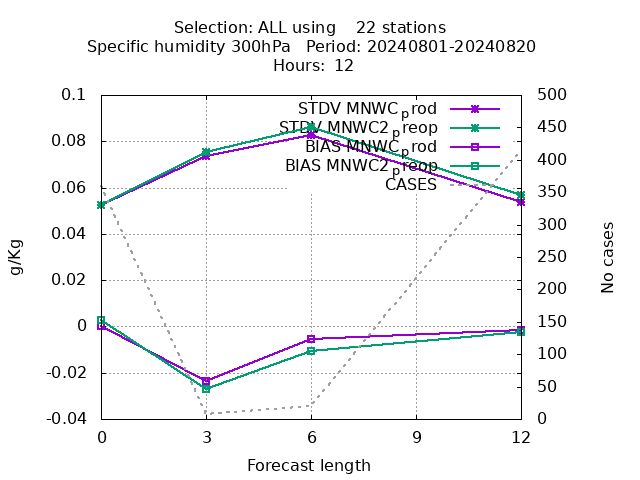 Selection: ALL using    22 stations
Specific humidity 300hPa   Period: 20240801-20240820
Hours: 12
0.1
0.08
0.06
0.04
0.02
0
-0.02
-0.04
g/Kg
STDV MNWC_prod
STDV MNWC2_preop
BIAS MNWC_prod
BIAS MNWC2_preop
CASES
500
450
400
350
300
250
200
150
100
50
0
No cases
0 3 6 9 12
Forecast length